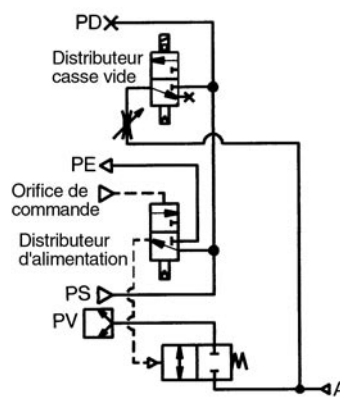 PD
Distributeur
casse vide
PE
Orifice de
commande
Distributeur
d'alimentation
PS
PV
A